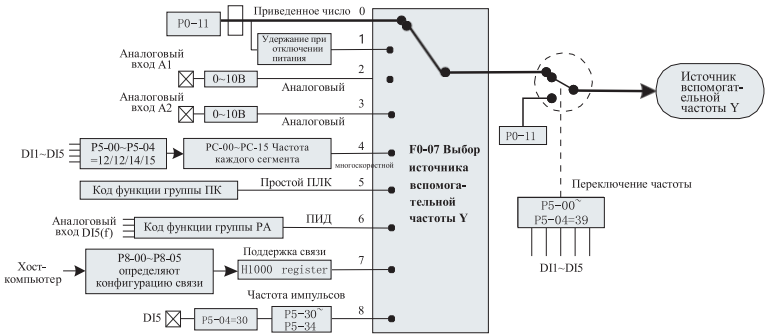 Приведенное число 0
P0-11
Удержание при
отключении
питания
1
Аналоговый
вход А1
0~10В
2
Аналоговый
Аналоговый
вход А2
0~10В
3
Аналоговый
DI1~DI5
P5-00~P5-04
=12/12/14/15
PC-00~PC-15 Частота
каждого сегмента
4
многоскоростной
Код функции группы ПК
Простой ПЛК
5
Аналоговый
вход DI5(f)
Код функции группы PA
ПИД
6
Хост-
компьютер
P8-00~P8-05
определяют
конфигурацию связи
Поддержка связи
H1000 register
7
Частота импульсов
DI5
P5-04=30
P5-30~
P5-34
8
F0-07 Выбор
источника
вспомога-
тельной
частоты Y
P0-11
Источник
вспомогат-
ельной
частоты Y
Переключение частоты
P5-00~
P5-04=39
DI1~DI5